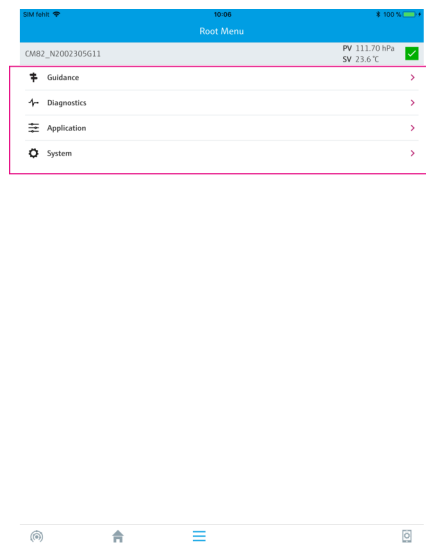 SIM fehlt 10:06 100 %
Root Menu
CM82_N2002305G11
PV 111.70 hPa
SV 23.6 °C
Guidance
Diagnostics
Application
System